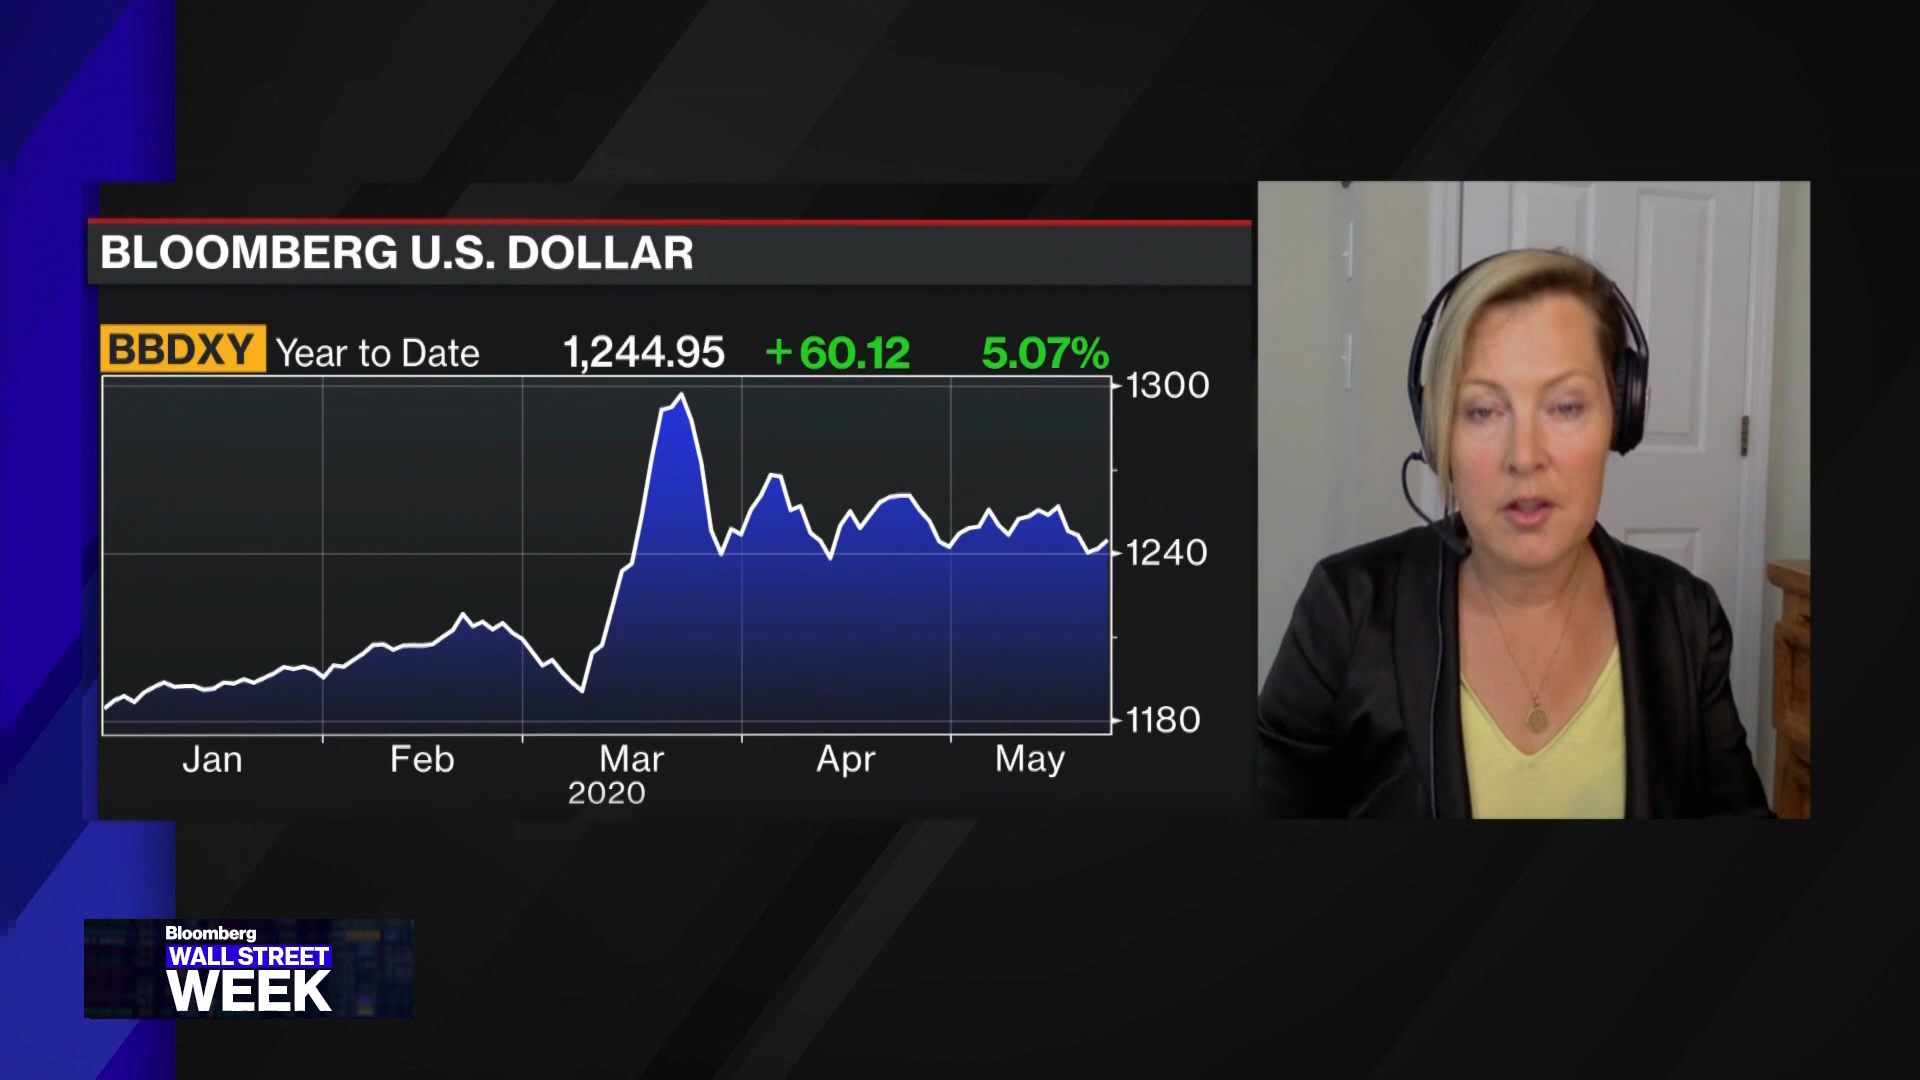 BLOOMBERG U.S. DOLLAR
BBDXY Year to Date 1,244.95 +60.12 5.07%
1300
1240
1180
Jan Feb Mar Apr May
2020
Bloomberg
WALL STREET
WEEK